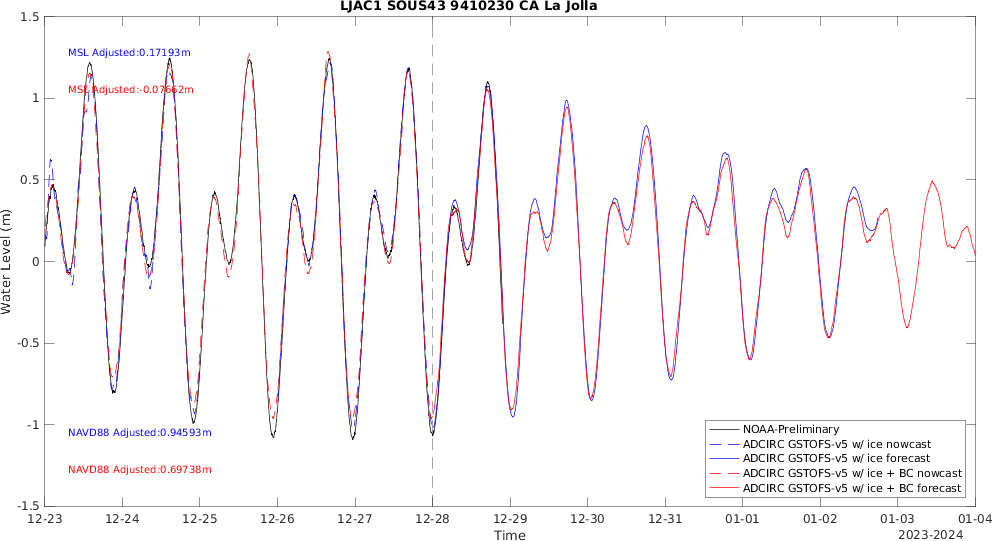 LJAC1 SOUS43 9410230 CA La Jolla
1.5
1
0.5
0
-0.5
-1
-1.5
Water Level (m)
MSL Adjusted:0.17193m
MSL Adjusted:-0.07662m
NAVD88 Adjusted:0.94593m
NAVD88 Adjusted:0.69738m
NOAA-Preliminary
ADCIRC GSTOFS-v5 w/ ice nowcast
ADCIRC GSTOFS-v5 w/ ice forecast
ADCIRC GSTOFS-v5 w/ ice + BC nowcast
ADCIRC GSTOFS-v5 w/ ice + BC forecast
12-23 12-24 12-25 12-26 12-27 12-28 12-29 12-30 12-31 01-01 01-02 01-03 01-04
Time
2023-2024